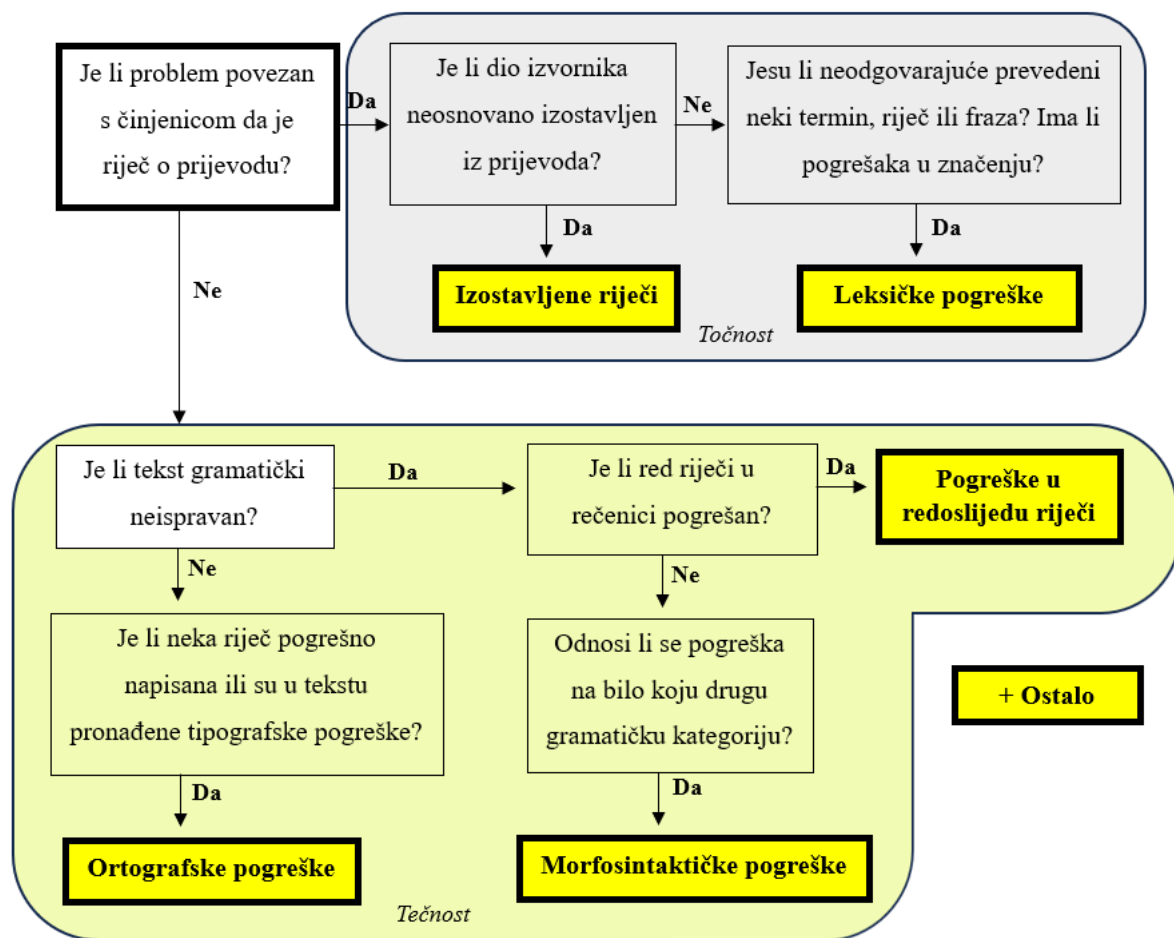 Je li problem povezan
s činjenicom da je
riječ o prijevodu?
Da
Je li dio izvornika
neosnovano izostavljen
iz prijevoda?
Ne
Jesu li neodgovarajuće prevedeni
neki termin, riječ ili fraza? Ima li
pogrešaka u značenju?
Da
Da
Ne
Izostavljene riječi
Leksičke pogreške
Točnost
Je li tekst gramatički
neispravan?
Da
Je li red riječi u
rečenici pogrešan?
Da
Pogreške u
redoslijedu riječi
Ne
Ne
Je li neka riječ pogrešno
napisana ili su u tekstu
pronađene tipografske pogreške?
Odnosi li se pogreška
na bilo koju drugu
gramatičku kategoriju?
+ Ostalo
Da
Da
Ortografske pogreške
Morfosintaktičke pogreške
Tečnost